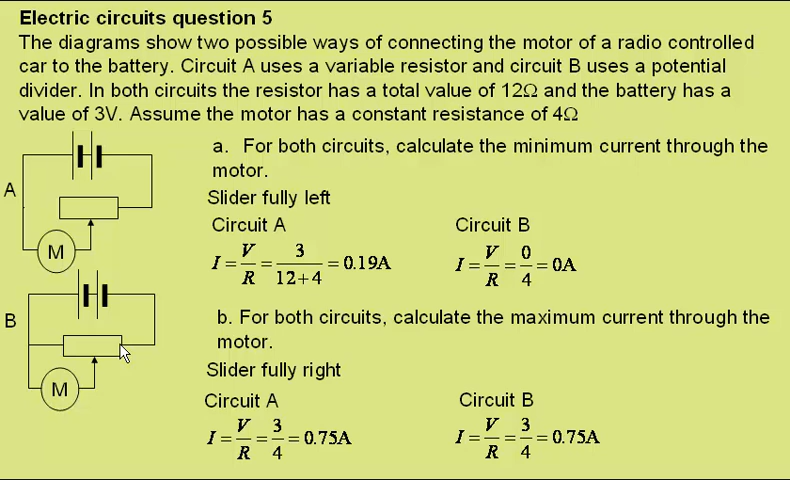 Electric circuits question 5
The diagrams show two possible ways of connecting the motor of a radio controlled
car to the battery. Circuit A uses a variable resistor and circuit B uses a potential
divider. In both circuits the resistor has a total value of 12Ω and the battery has a
value of 3V. Assume the motor has a constant resistance of 4Ω
a. For both circuits, calculate the minimum current through the
motor.
A
M
Slider fully left
Circuit A Circuit B
I = V/R = 3/(12+4) = 0.19A I = V/R = 0/4 = 0A
B
M
b. For both circuits, calculate the maximum current through the
motor.
Slider fully right
Circuit A Circuit B
I = V/R = 3/4 = 0.75A I = V/R = 3/4 = 0.75A